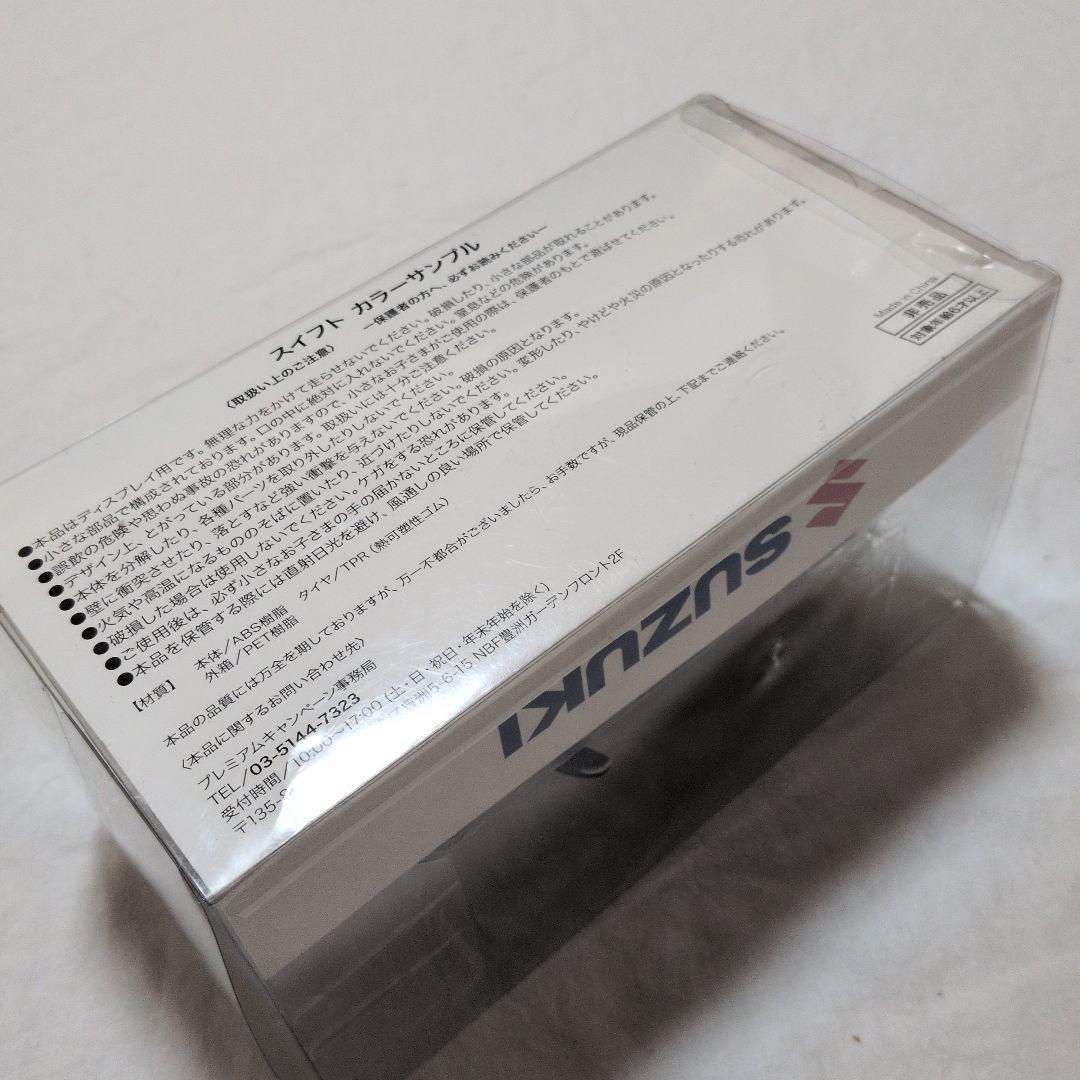 スイフト カラーサンプル
ー保護者の方へ、必ずお読みくださいー
〈取扱い上のご注意〉
●本品はディスプレイ用です。無理な力をかけて走らせないでください。破損したり、小さな部品が取れることがあります。
●小さな部品で構成されております。口の中に絶対に入れないでください。窒息などの危険があります。
●誤飲の危険や思わぬ事故の恐れがありますので、小さなお子さまがご使用の際は、保護者のもとで遊ばせてください。
●デザイン上、とがっている部分があります。取扱いには十分ご注意ください。
●本体を分解したり、各種パーツを取り外したりしないでください。
●壁に衝突させたり、落とすなど強い衝撃を与えないでください。破損の原因となります。
●火気や高温になるもののそばに置いたり、近づけたりしないでください。変形したり、やけどや火災の原因となったりする恐れがあります。
●破損した場合は使用しないでください。ケガをする恐れがあります。
●ご使用後は、必ず小さなお子さまの手の届かないところに保管してください。
●本品を保管する際には直射日光を避け、風通しの良い場所で保管してください。
【材質】 本体/ABS樹脂 タイヤ/TPR(熱可塑性ゴム)
外箱/PET樹脂
本品の品質には万全を期しておりますが、万一不都合がございましたら、お手数ですが、現品保管の上、下記までご連絡ください。
〈本品に関するお問い合わせ先〉
プレミアムキャンペーン事務局
TEL/03-5144-7323
受付時間/10:00~17:00(土・日・祝日・年末年始を除く)
〒135-豊洲5-6-15 NBF豊洲ガーデンフロント2F
Made in China
非売品
対象年齢6才以上
SUZUKI